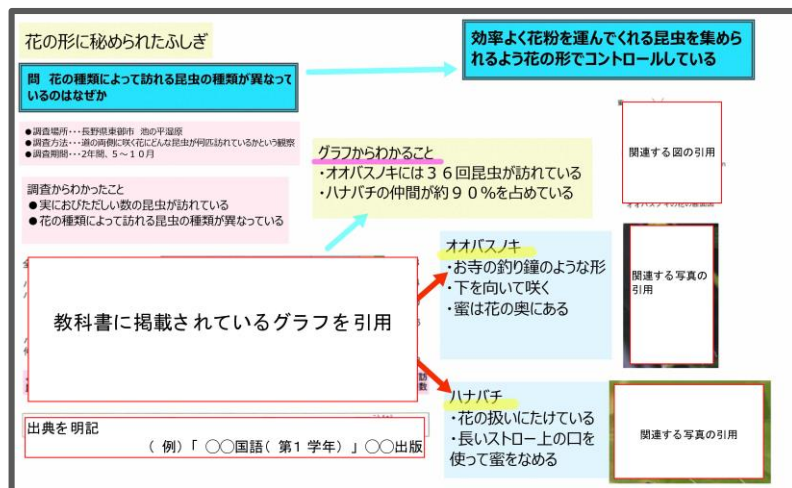 花の形に秘められたふしぎ
効率よく花粉を運んでくれる昆虫を集めら
れるよう花の形でコントロールしている
問 花の種類によって訪れる昆虫の種類が異なって
いるのはなぜか
●調査場所・・・長野県東御市 池の平湿原
●調査方法・・・道の両側に咲く花にどんな昆虫が何匹訪れているかという観察
●調査期間・・・2年間、5～10月
調査からわかったこと
●実におびただしい数の昆虫が訪れている
●花の種類によって訪れる昆虫の種類が異なっている
グラフからわかること
・オオバスノキには36回昆虫が訪れている
・ハナバチの仲間が約90%を占めている
関連する図の引用
教科書に掲載されているグラフを引用
オオバスノキ
・お寺の釣り鐘のような形
・下を向いて咲く
・蜜は花の奥にある
関連する写真の
引用
ハナバチ
・花の扱いにたけている
・長いストロー上の口を
使って蜜をなめる
関連する写真の引用
出典を明記
(例)「○○国語(第1学年)」○○出版